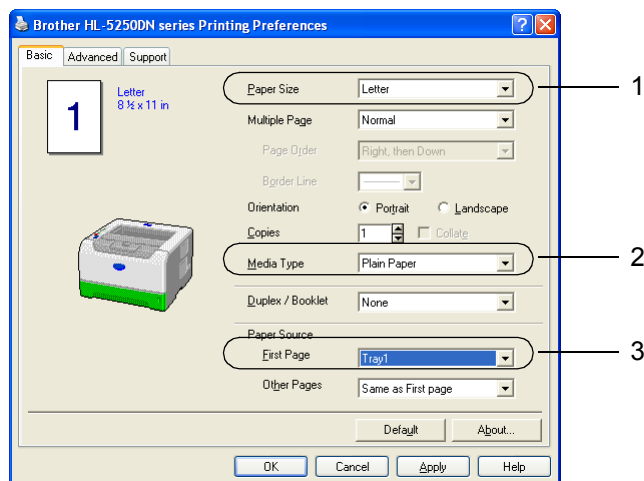 Brother HL-5250DN series Printing Preferences
Basic Advanced Support
1
Letter
8 ½ x 11 in
Paper Size Letter 1
Multiple Page Normal
Page Order Right, then Down
Border Line
Orientation Portrait Landscape
Copies 1 Collate
Media Type Plain Paper 2
Duplex / Booklet None
Paper Source
First Page Tray1 3
Other Pages Same as First page
Default About...
OK Cancel Apply Help